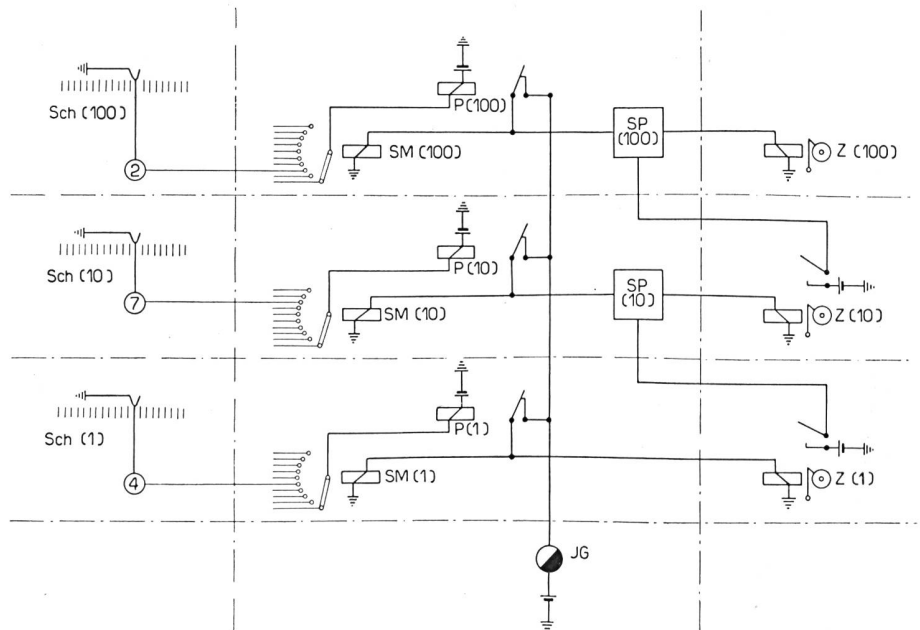 Sch (100)
2
P (100)
SM (100)
SP
(100)
Z (100)
Sch (10)
7
P (10)
SM (10)
SP
(10)
Z (10)
Sch (1)
4
P (1)
SM (1)
Z (1)
JG